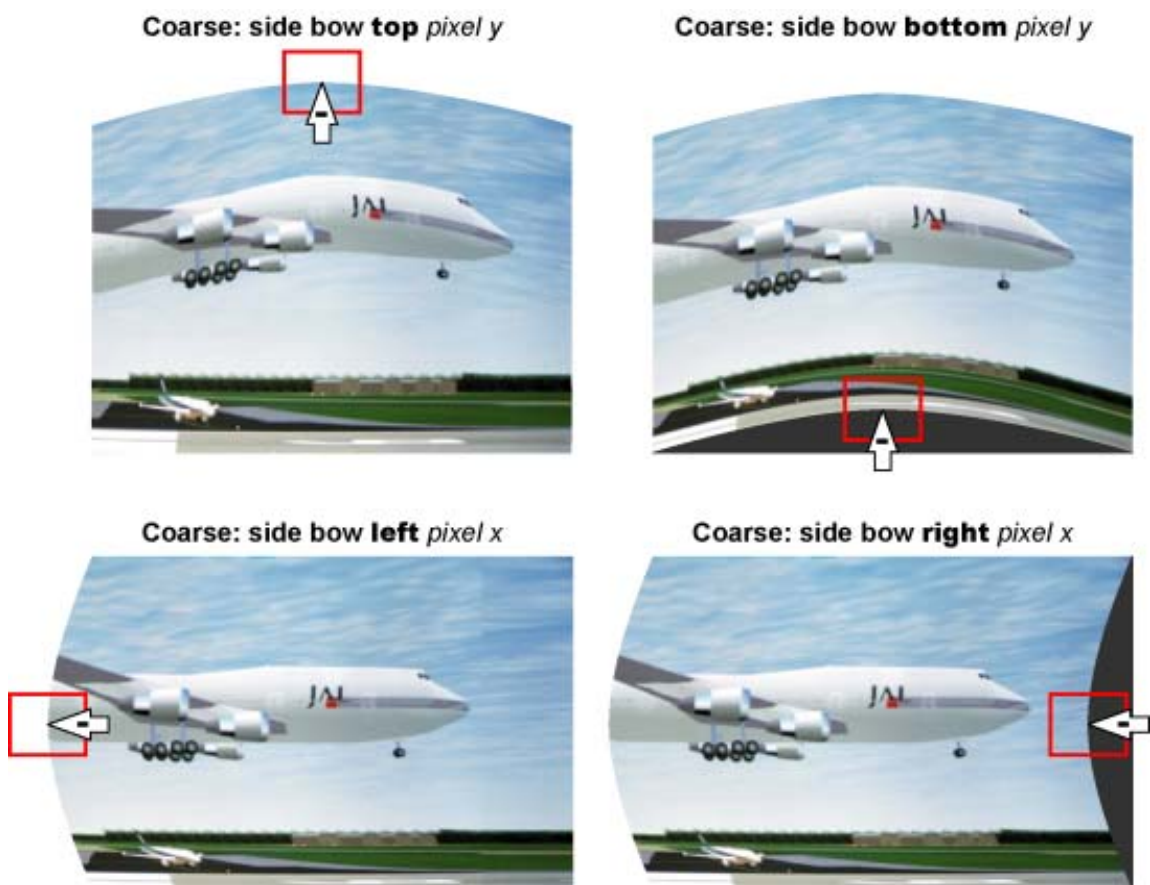 Coarse: side bow top pixel y
Coarse: side bow bottom pixel y
JAL
JAL
Coarse: side bow left pixel x
Coarse: side bow right pixel x
JAL
JAL